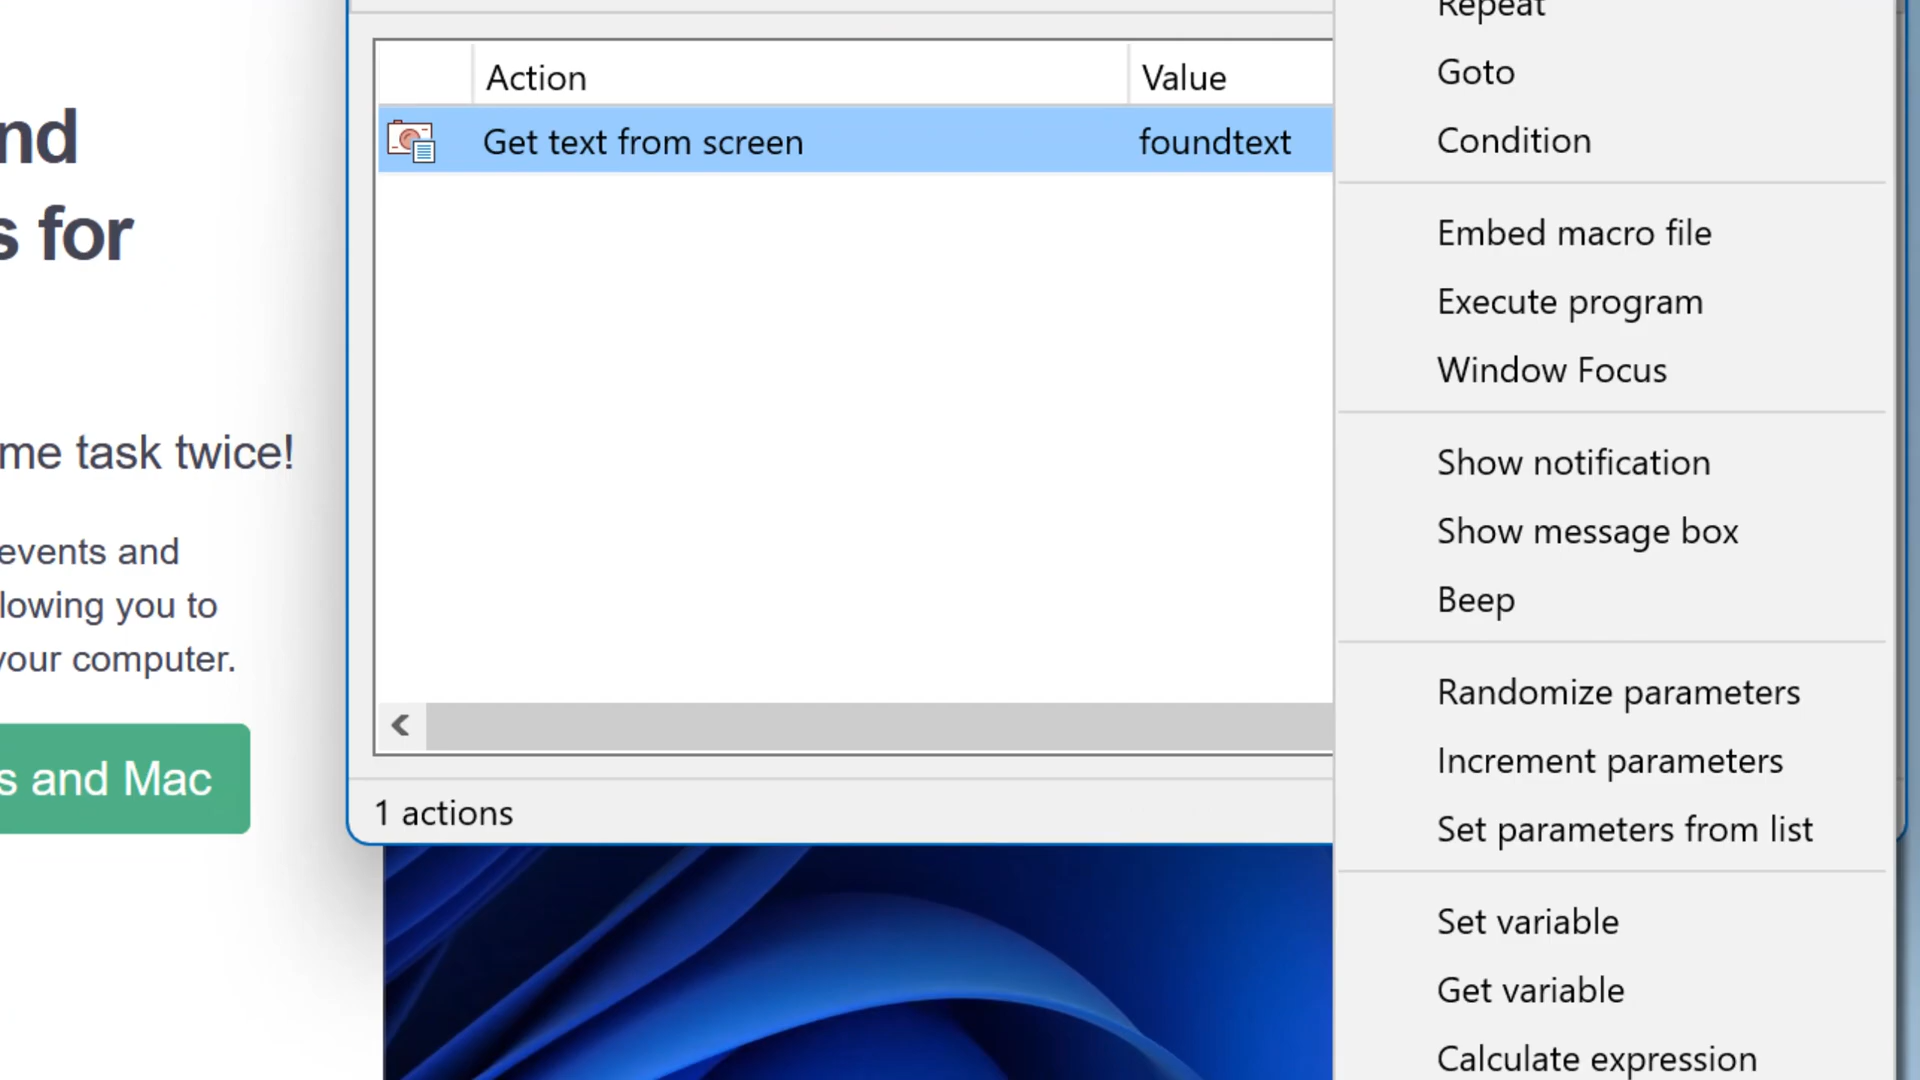 nd
s for
me task twice!
events and
lowing you to
your computer.
s and Mac
Action Value
Get text from screen foundtext
1 actions
Repeat
Goto
Condition
Embed macro file
Execute program
Window Focus
Show notification
Show message box
Beep
Randomize parameters
Increment parameters
Set parameters from list
Set variable
Get variable
Calculate expression